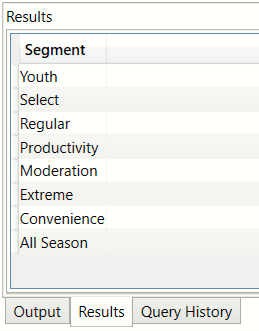 Results
Segment
Youth
Select
Regular
Productivity
Moderation
Extreme
Convenience
All Season
Output Results Query History